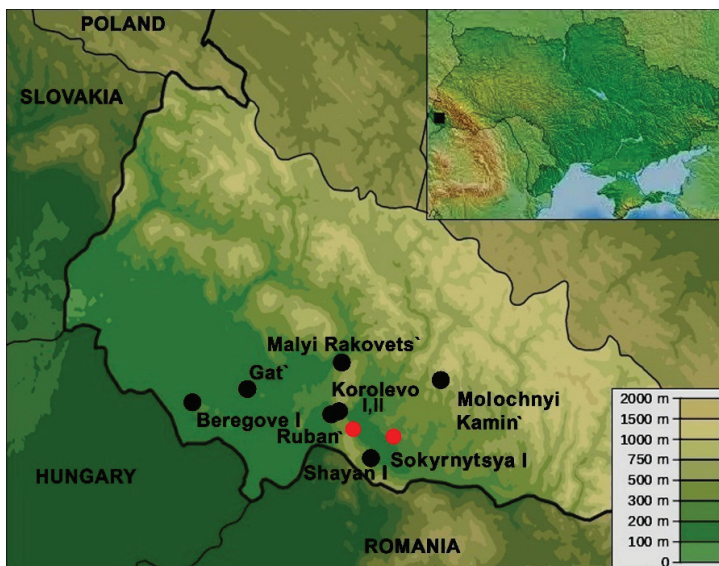 POLAND
SLOVAKIA
Malyi Rakovets`
Gat`
Korolevo
I,II
Molochnyi
Kamin`
Beregove I
Ruban`
Sokyrnytsya I
Shayan I
HUNGARY
ROMANIA
2000 m
1500 m
1000 m
750 m
500 m
300 m
200 m
100 m
0